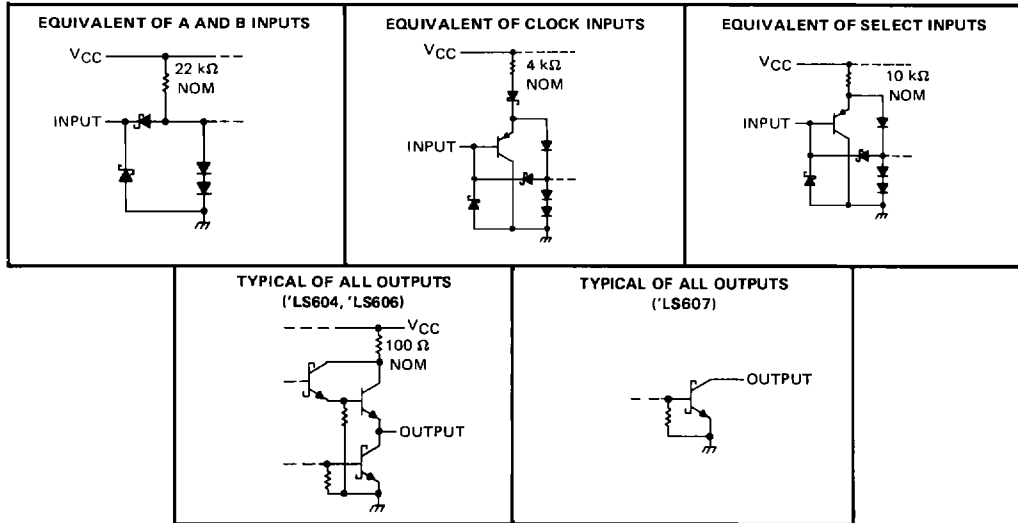 EQUIVALENT OF A AND B INPUTS
VCC
22 kΩ
NOM
INPUT
EQUIVALENT OF CLOCK INPUTS
VCC
4 kΩ
NOM
INPUT
EQUIVALENT OF SELECT INPUTS
VCC
10 kΩ
NOM
INPUT
TYPICAL OF ALL OUTPUTS
('LS604, 'LS606)
VCC
100 Ω
NOM
OUTPUT
TYPICAL OF ALL OUTPUTS
('LS607)
OUTPUT